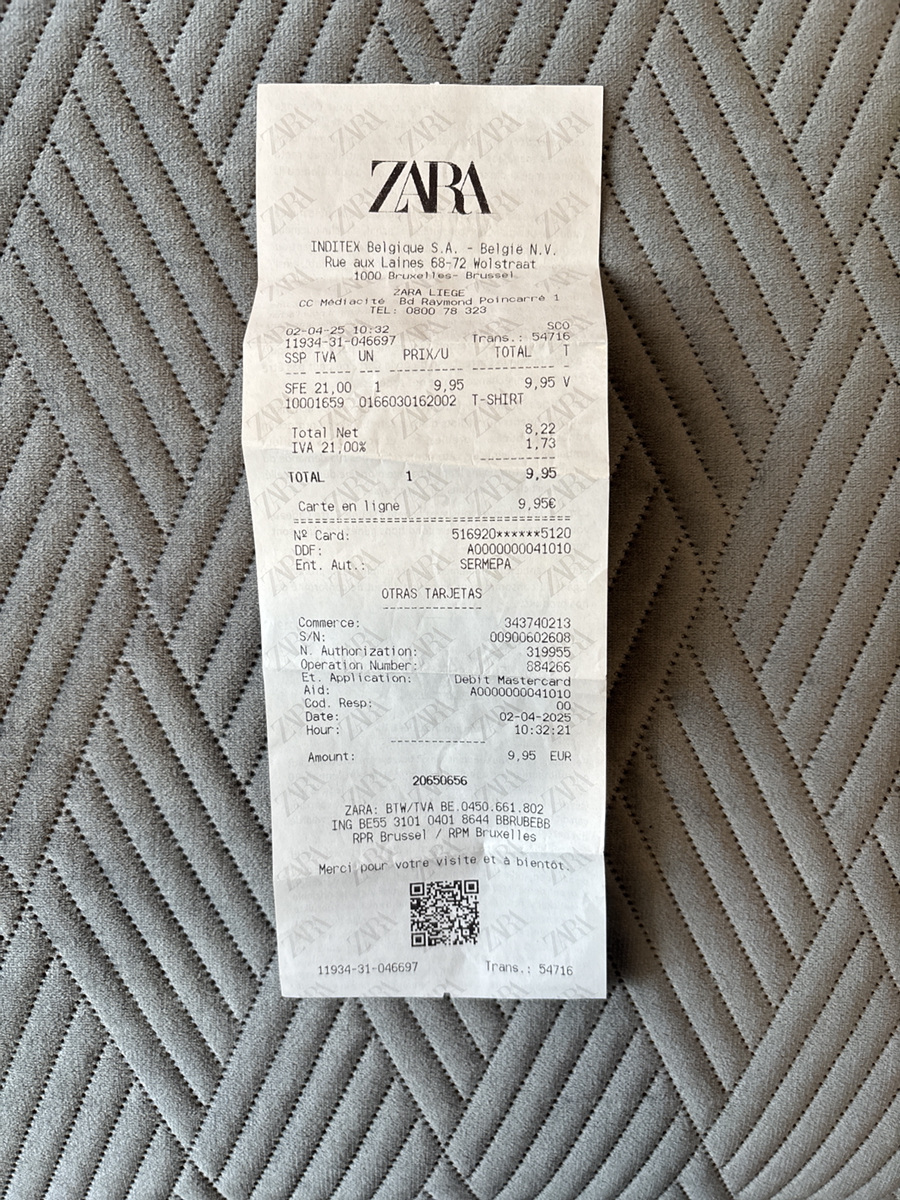 ZARA
INDITEX Belgique S.A. - België N.V.
Rue aux Laines 68-72 Wolstraat
1000 Bruxelles- Brussel
ZARA LIEGE
CC Médiacité Bd Raymond Poincarré 1
TEL: 0800 78 323
02-04-25 10:32 SCO
11934-31-046697 Trans.: 54716
SSP TVA UN PRIX/U TOTAL T
--- ----- --- --------- ----------- -
SFE 21,00 1 9,95 9,95 V
10001659 0166030162002 T-SHIRT
Total Net 8,22
IVA 21,00% 1,73
-----------
TOTAL 1 9,95
Carte en ligne 9,95€
========================================
Nº Card: 516920******5120
DDF: A0000000041010
Ent. Aut.: SERMEPA
OTRAS TARJETAS
--------------
Commerce: 343740213
S/N: 00900602608
N. Authorization: 319955
Operation Number: 884266
Et. Application: Debit Mastercard
Aid: A0000000041010
Cod. Resp: 00
Date: 02-04-2025
Hour: 10:32:21
--------------
Amount: 9,95 EUR
20650656
ZARA: BTW/TVA BE.0450.661.802
ING BE55 3101 0401 8644 BBRUBEBB
RPR Brussel / RPM Bruxelles
Merci pour votre visite et à bientôt.
11934-31-046697 Trans.: 54716